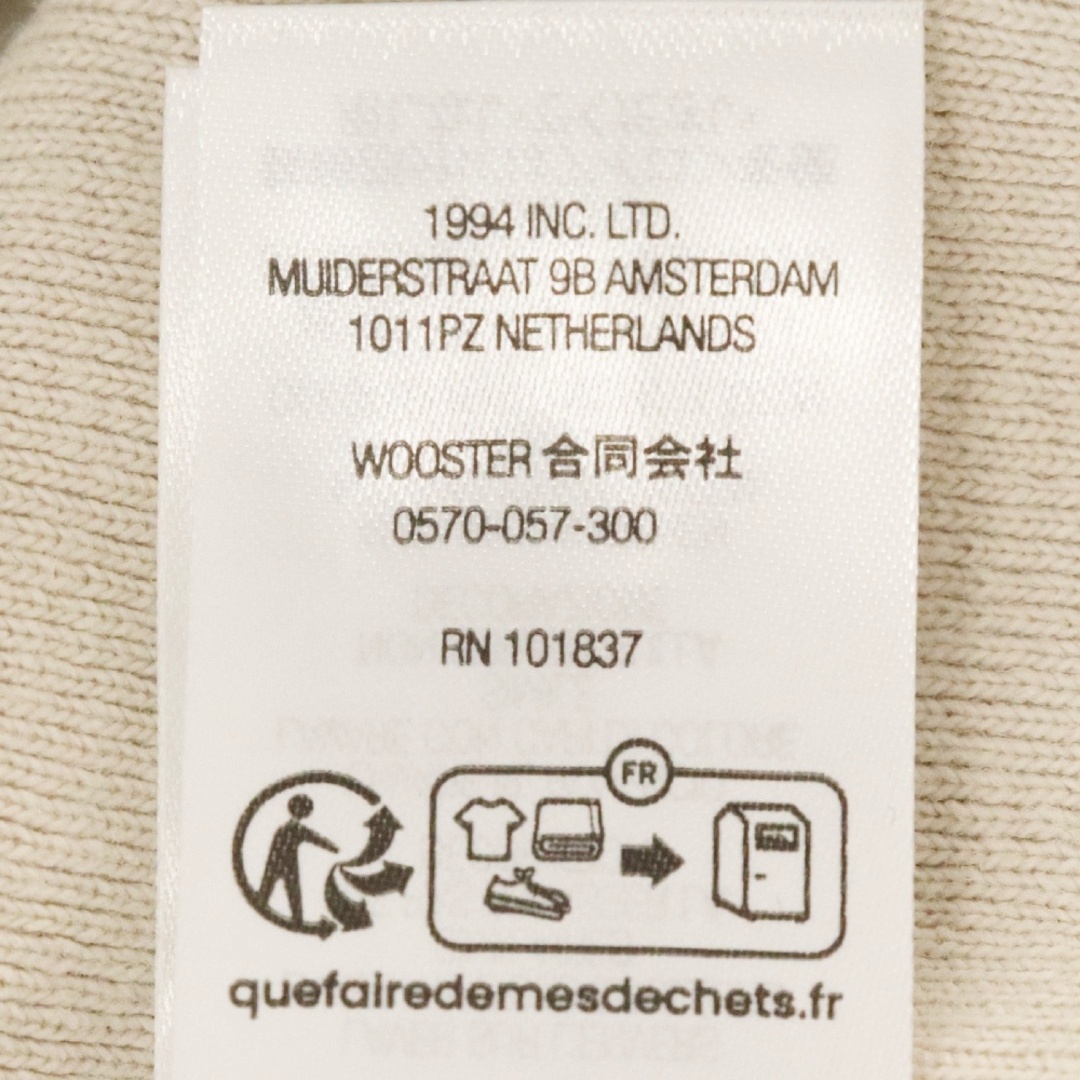 1994 INC. LTD.
MUIDERSTRAAT 9B AMSTERDAM
1011PZ NETHERLANDS
WOOSTER 合同会社
0570-057-300
RN 101837
FR
quefairedemesdechets.fr